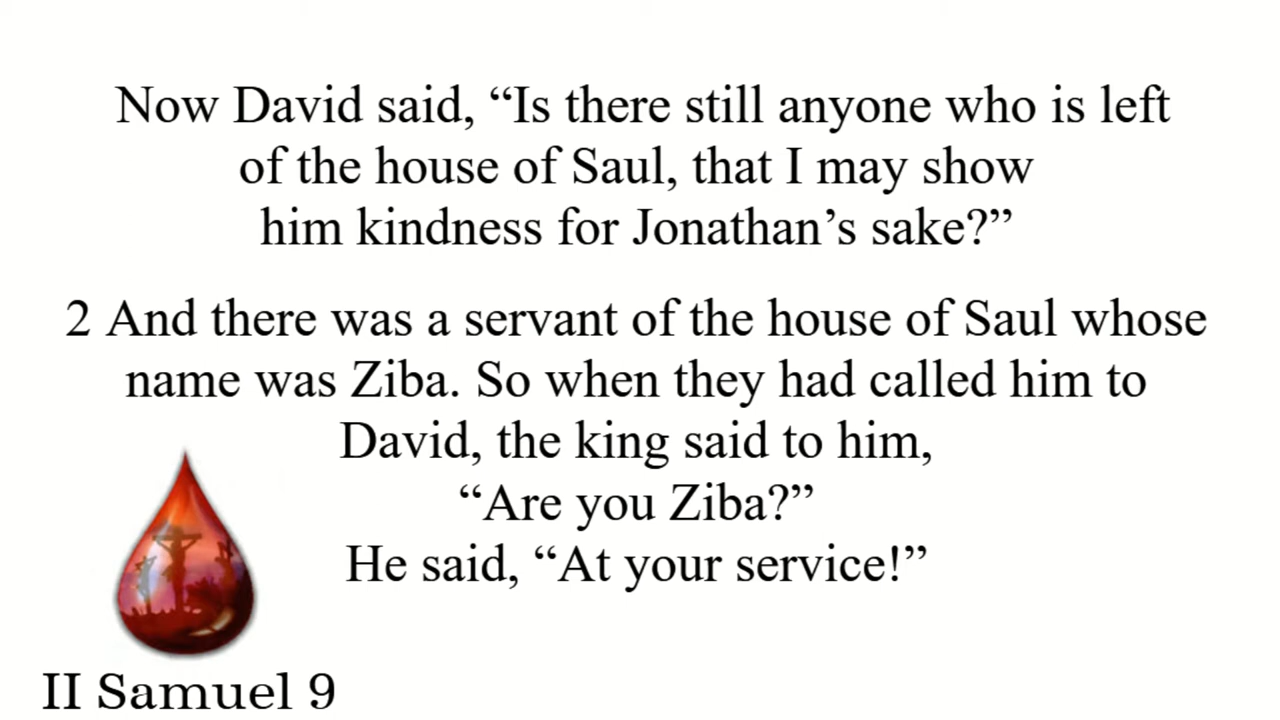 Now David said, “Is there still anyone who is left
of the house of Saul, that I may show
him kindness for Jonathan’s sake?”
2 And there was a servant of the house of Saul whose
name was Ziba. So when they had called him to
David, the king said to him,
“Are you Ziba?”
He said, “At your service!”
II Samuel 9